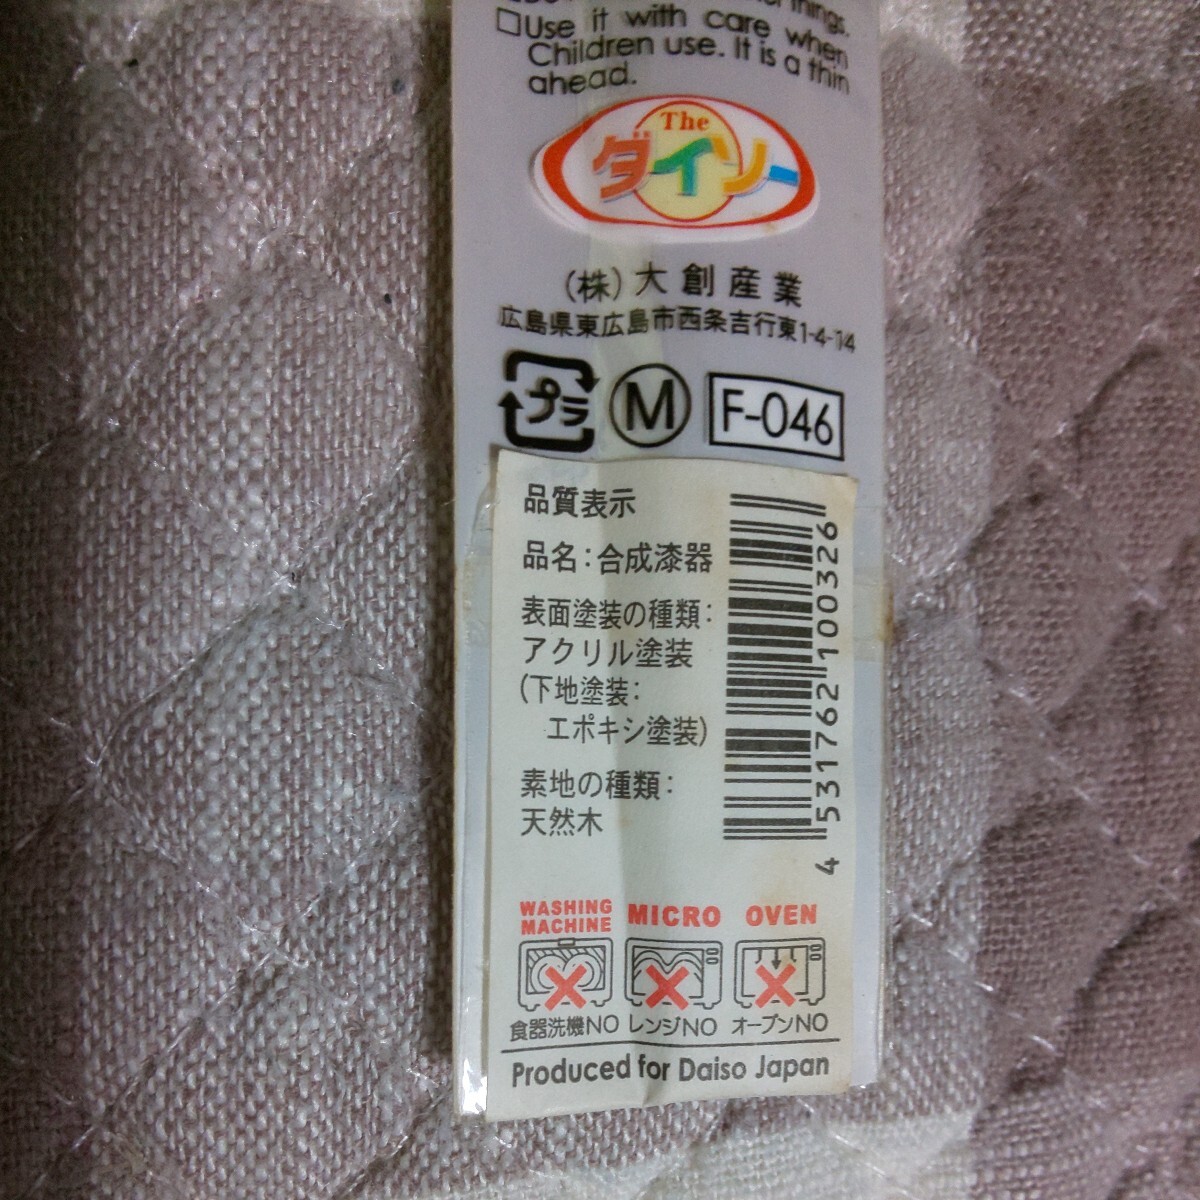 things.
□Use it with care when
Children use. It is a thin
ahead.
The
ダイソー
(株)大創産業
広島県東広島市西条吉行東1-4-14
プラ M F-046
品質表示
品名:合成漆器
表面塗装の種類:
アクリル塗装
(下地塗装:
エポキシ塗装)
素地の種類:
天然木
4 531762 100326
WASHING MACHINE
MICRO
OVEN
食器洗機NO レンジNO オーブンNO
Produced for Daiso Japan